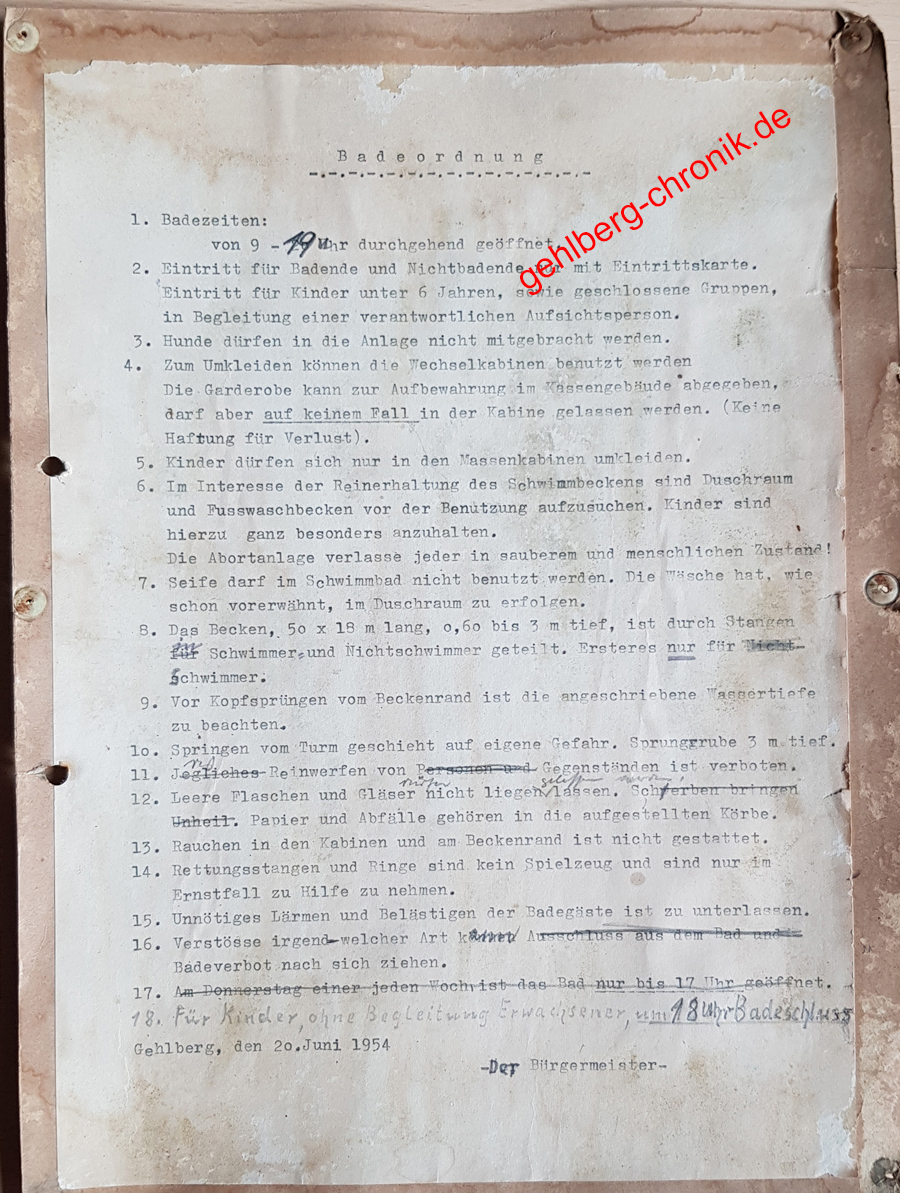 gehlberg-chronik.de
Badeordnung
-.-.-.-.-.-.-.-.-.-.-.-.-.-.-
1. Badezeiten:
von 9 - 19 Uhr durchgehend geöffnet.
2. Eintritt für Badende und Nichtbadende nur mit Eintrittskarte.
Eintritt für Kinder unter 6 Jahren, sowie geschlossene Gruppen,
in Begleitung einer verantwortlichen Aufsichtsperson.
3. Hunde dürfen in die Anlage nicht mitgebracht werden.
4. Zum Umkleiden können die Wechselkabinen benutzt werden
Die Garderobe kann zur Aufbewahrung im Kassengebäude abgegeben,
darf aber auf keinem Fall in der Kabine gelassen werden. (Keine
Haftung für Verlust).
5. Kinder dürfen sich nur in den Massenkabinen umkleiden.
6. Im Interesse der Reinerhaltung des Schwimmbeckens sind Duschraum
und Fusswaschbecken vor der Benutzung aufzusuchen. Kinder sind
hierzu ganz besonders anzuhalten.
Die Abortanlage verlasse jeder in sauberem und menschlichen Zustand!
7. Seife darf im Schwimmbad nicht benutzt werden. Die Wäsche hat, wie
schon vorerwähnt, im Duschraum zu erfolgen.
8. Das Becken, 5o x 18 m lang, o,6o bis 3 m tief, ist durch Stangen
für Schwimmer- und Nichtschwimmer geteilt. Ersteres nur für Nicht-
Schwimmer.
9. Vor Kopfsprüngen vom Beckenrand ist die angeschriebene Wassertiefe
zu beachten.
1o. Springen vom Turm geschieht auf eigene Gefahr. Sprunggrube 3 m tief.
11. Jegliches Reinwerfen von Personen und Gegenständen ist verboten.
12. Leere Flaschen und Gläser nicht liegen lassen. Scherben bringen
Unheil. Papier und Abfälle gehören in die aufgestellten Körbe.
13. Rauchen in den Kabinen und am Beckenrand ist nicht gestattet.
14. Rettungsstangen und Ringe sind kein Spielzeug und sind nur im
Ernstfall zu Hilfe zu nehmen.
15. Unnötiges Lärmen und Belästigen der Badegäste ist zu unterlassen.
16. Verstösse irgend-welcher Art Ausschluss aus dem Bad und
Badeverbot nach sich ziehen.
17. Am Donnerstag einer jeden Woch ist das Bad nur bis 17 Uhr geöffnet.
18. Für Kinder, ohne Begleitung Erwachsener, um 18 Uhr Badeschluss
Gehlberg, den 2o.Juni 1954
-Der Bürgermeister-